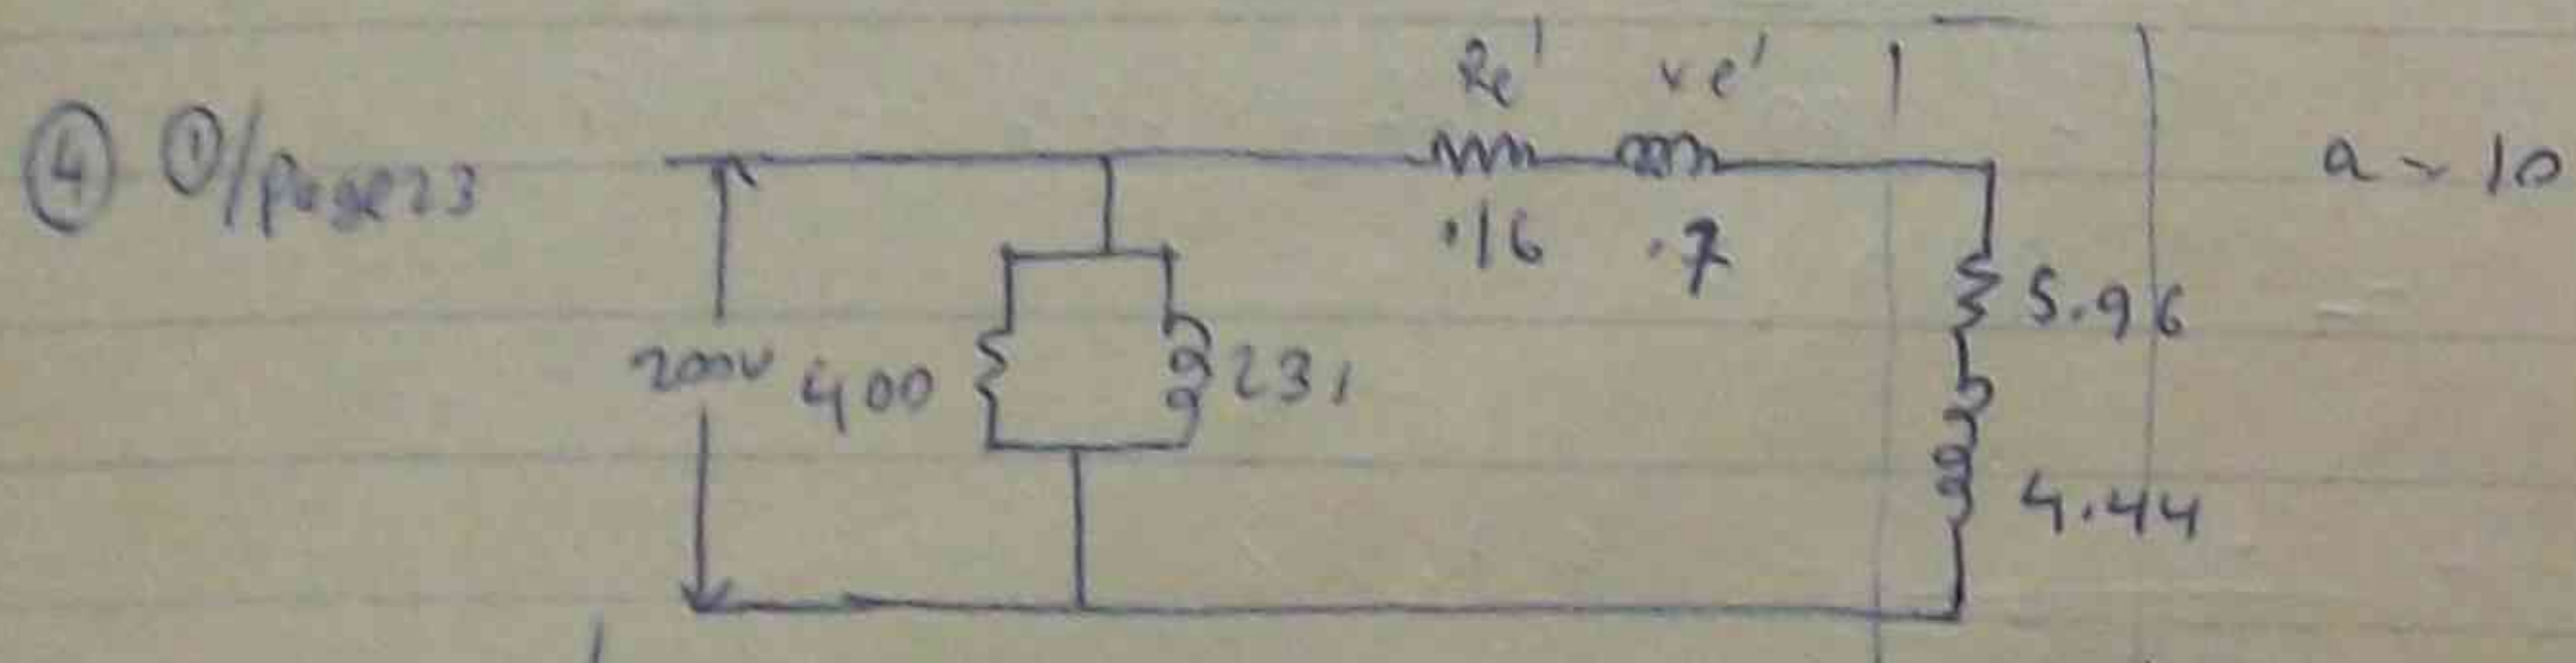 ④ ①/page23
Re' xe'
.16 .7
a ~ 10
200V 400 231
5.96
4.44